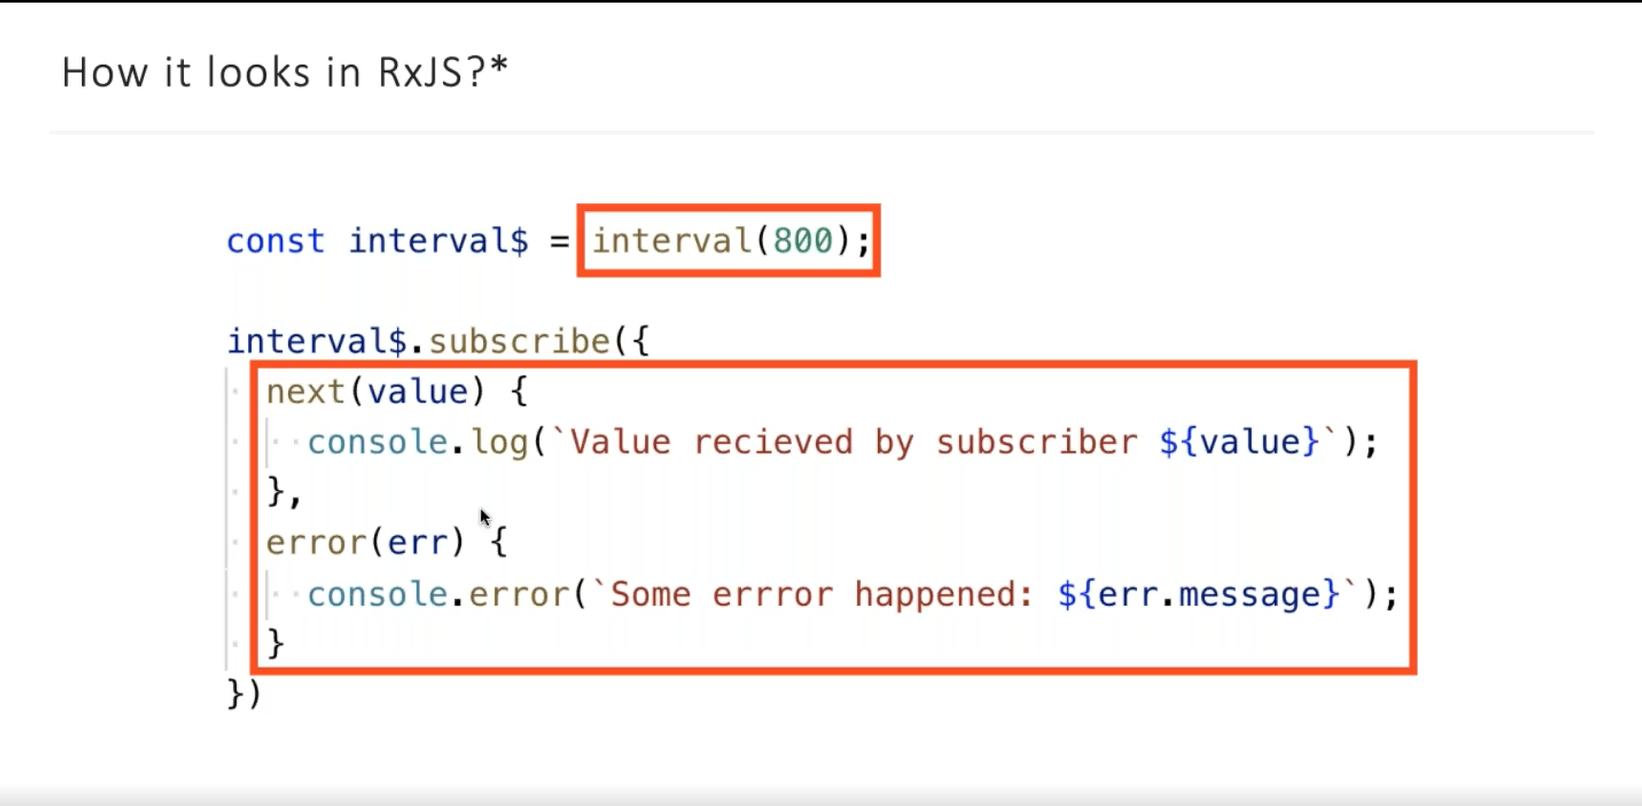 How it looks in RxJS?*
const interval$ = interval(800);
interval$.subscribe({
next(value) {
console.log(`Value recieved by subscriber ${value}`);
},
error(err) {
console.error(`Some errror happened: ${err.message}`);
}
})